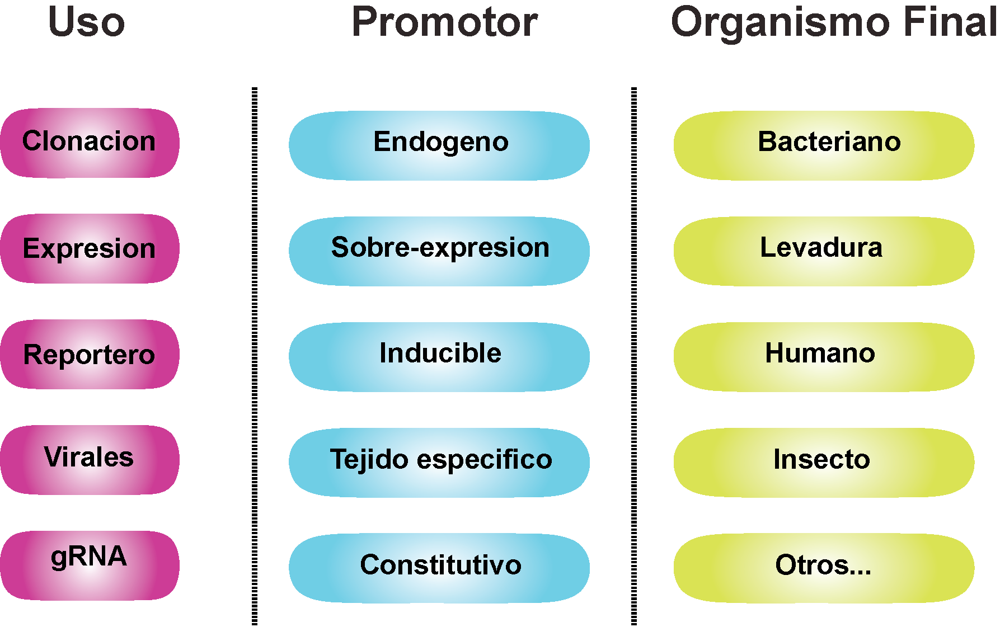 Uso
Promotor
Organismo Final
Clonacion
Endogeno
Bacteriano
Expresion
Sobre-expresion
Levadura
Reportero
Inducible
Humano
Virales
Tejido especifico
Insecto
gRNA
Constitutivo
Otros...